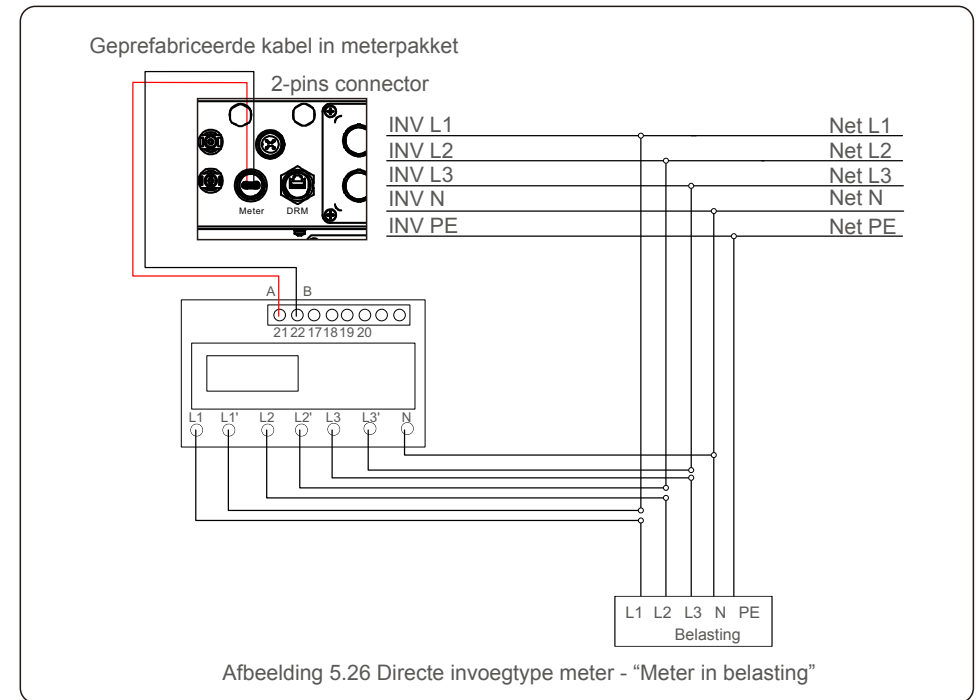 Geprefabriceerde kabel in meterpakket
2-pins connector
INV L1 Net L1
INV L2 Net L2
INV L3 Net L3
INV N Net N
INV PE Net PE
Meter DRM
A B
21 22 17 18 19 20
L1 L1' L2 L2' L3 L3' N
L1 L2 L3 N PE
Belasting
Afbeelding 5.26 Directe invoegtype meter - “Meter in belasting”